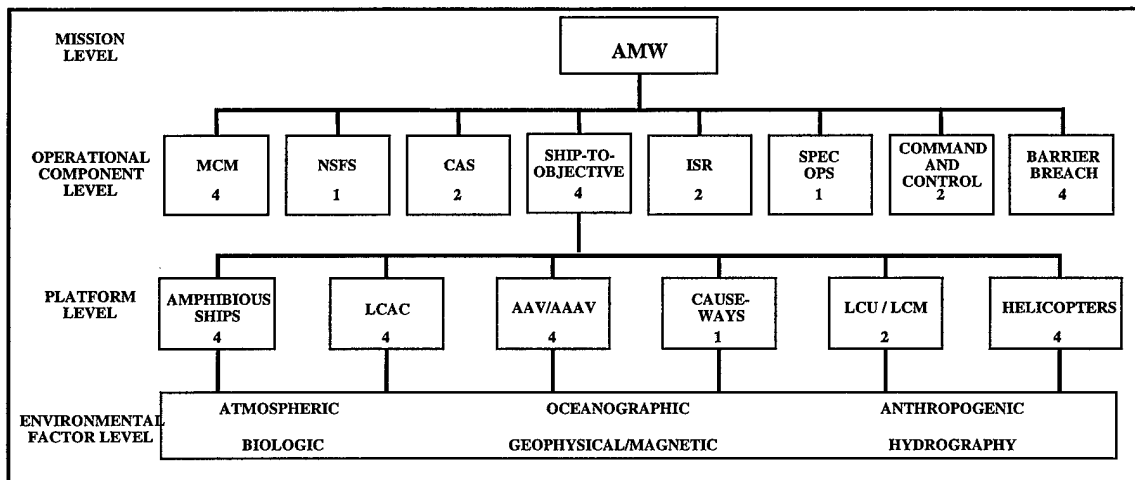 MISSION
LEVEL
AMW
OPERATIONAL
COMPONENT
LEVEL
MCM
4
NSFS
1
CAS
2
SHIP-TO-
OBJECTIVE
4
ISR
2
SPEC
OPS
1
COMMAND
AND
CONTROL
2
BARRIER
BREACH
4
PLATFORM
LEVEL
AMPHIBIOUS
SHIPS
4
LCAC
4
AAV/AAAV
4
CAUSE-
WAYS
1
LCU / LCM
2
HELICOPTERS
4
ENVIRONMENTAL
FACTOR LEVEL
ATMOSPHERIC
OCEANOGRAPHIC
ANTHROPOGENIC
BIOLOGIC
GEOPHYSICAL/MAGNETIC
HYDROGRAPHY